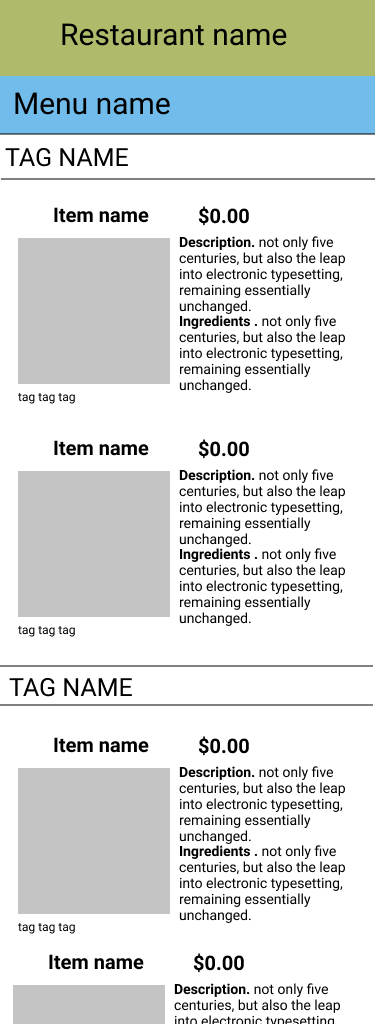 Restaurant name
Menu name
TAG NAME
Item name $0.00
Description. not only five
centuries, but also the leap
into electronic typesetting,
remaining essentially
unchanged.
Ingredients . not only five
centuries, but also the leap
into electronic typesetting,
remaining essentially
unchanged.
tag tag tag
Item name $0.00
Description. not only five
centuries, but also the leap
into electronic typesetting,
remaining essentially
unchanged.
Ingredients . not only five
centuries, but also the leap
into electronic typesetting,
remaining essentially
unchanged.
tag tag tag
TAG NAME
Item name $0.00
Description. not only five
centuries, but also the leap
into electronic typesetting,
remaining essentially
unchanged.
Ingredients . not only five
centuries, but also the leap
into electronic typesetting,
remaining essentially
unchanged.
tag tag tag
Item name $0.00
Description. not only five
centuries, but also the leap
into electronic typesetting